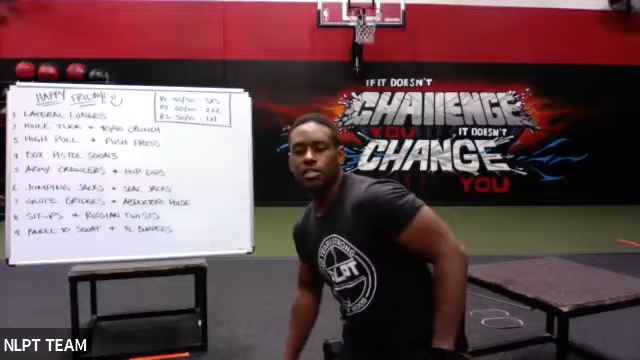 HAPPY FRIDAY!
R1 40/20 - 3X3
R2 60/20 - 2X2
R3 30/10 - 1X1
1 LATERAL LUNGES
2 KNEE TUCK + 90/90 CRUNCH
3 HIGH PULL + PUSH PRESS
4 BOX PISTOL SQUATS
5 ARMY CRAWLERS + HIP DIPS
6 JUMPING JACKS + SEAL JACKS
7 GLUTE BRIDGES + ABDUCTOR PULSE
8 SIT-UPS + RUSSIAN TWISTS
9. KNEEL TO SQUAT + ½ BURPEES
IF IT DOESN'T
CHALLENGE
YOU IT DOESN'T
CHANGE
YOU
NLPT
NLPT TEAM